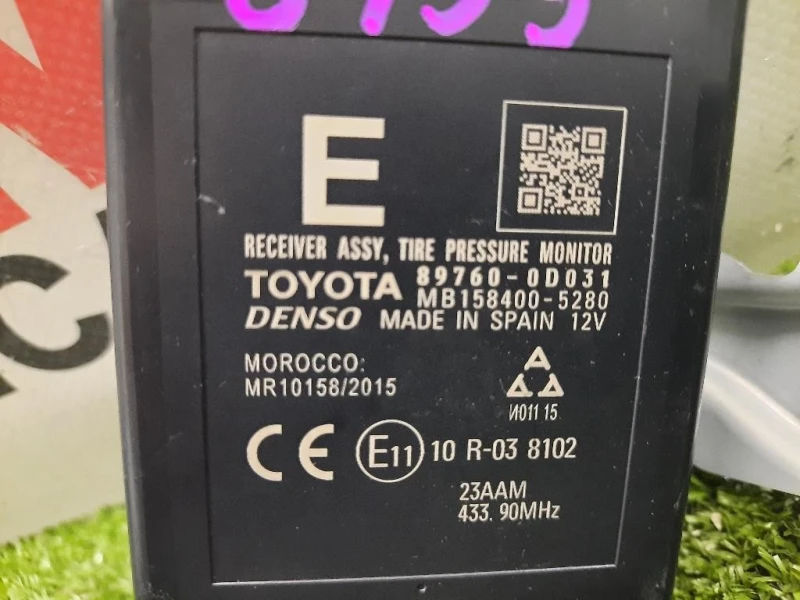 E
RECEIVER ASSY, TIRE PRESSURE MONITOR
TOYOTA 89760-0D031
MB158400-5280
DENSO MADE IN SPAIN 12V
MOROCCO:
MR10158/2015
И011 15
CE E11 10 R-03 8102
23AAM
433.90MHz